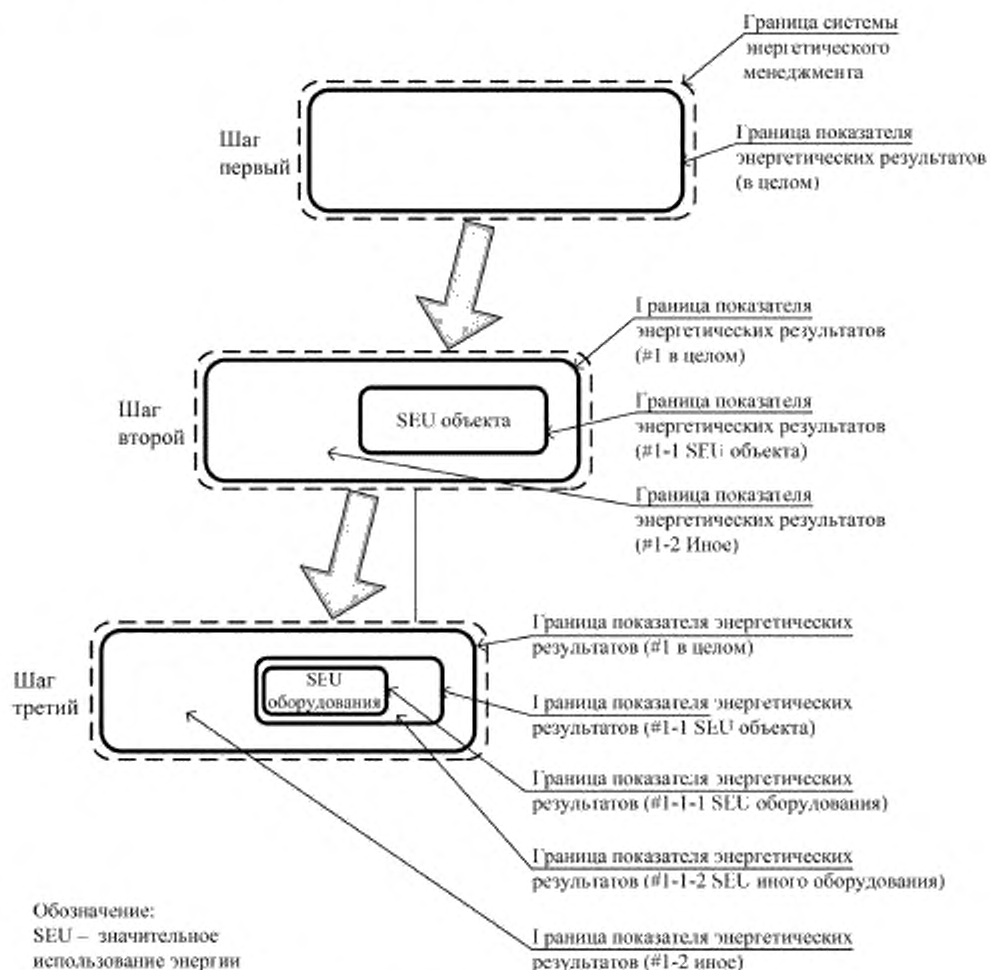 Граница системы
энергетического
менеджмента
Шаг
первый
Граница показателя
энергетических результатов
(в целом)
Граница показателя
энергетических результатов
(#1 в целом)
Шаг
второй
SEU объекта
Граница показателя
энергетических результатов
(#1-1 SEU объекта)
Граница показателя
энергетических результатов
(#1-2 Иное)
Граница показателя энергетических
результатов (#1 в целом)
Шаг
третий
SEU
оборудования
Граница показателя энергетических
результатов (#1-1 SEU объекта)
Граница показателя энергетических
результатов (#1-1-1 SEU оборудования)
Граница показателя энергетических
результатов (#1-1-2 SEU иного оборудования)
Обозначение:
SEU – значительное
использование энергии
Граница показателя энергетических
результатов (#1-2 иное)